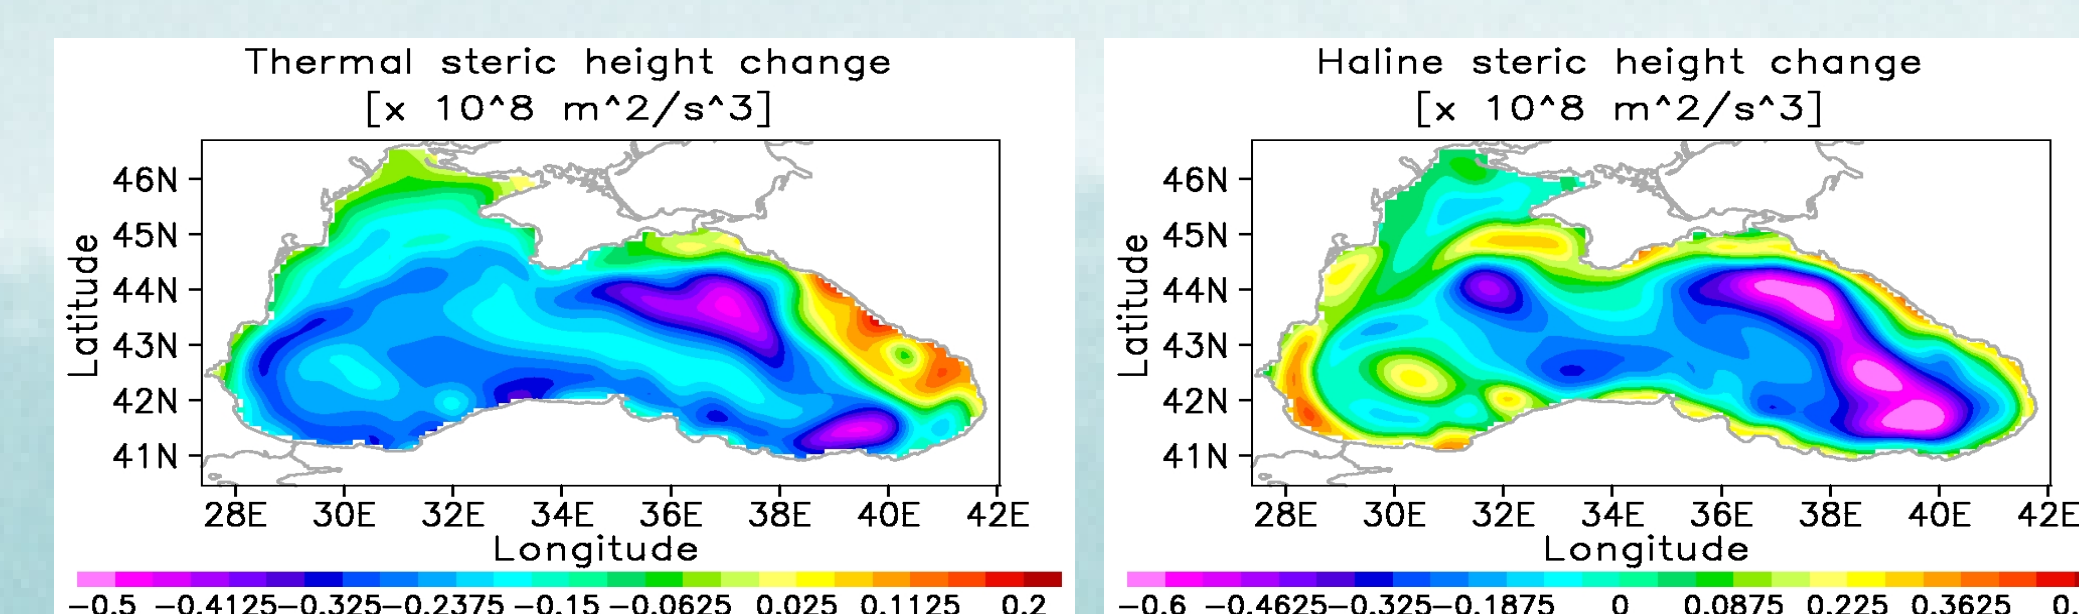 Thermal steric height change
[x 10^8 m^2/s^3]
46N
45N
44N
43N
42N
41N
Latitude
28E 30E 32E 34E 36E 38E 40E 42E
Longitude
−0.5 −0.4125 −0.325 −0.2375 −0.15 −0.0625 0.025 0.1125 0.2
Haline steric height change
[x 10^8 m^2/s^3]
46N
45N
44N
43N
42N
41N
Latitude
28E 30E 32E 34E 36E 38E 40E 42E
Longitude
−0.6 −0.4625 −0.325 −0.1875 0 0.0875 0.225 0.3625